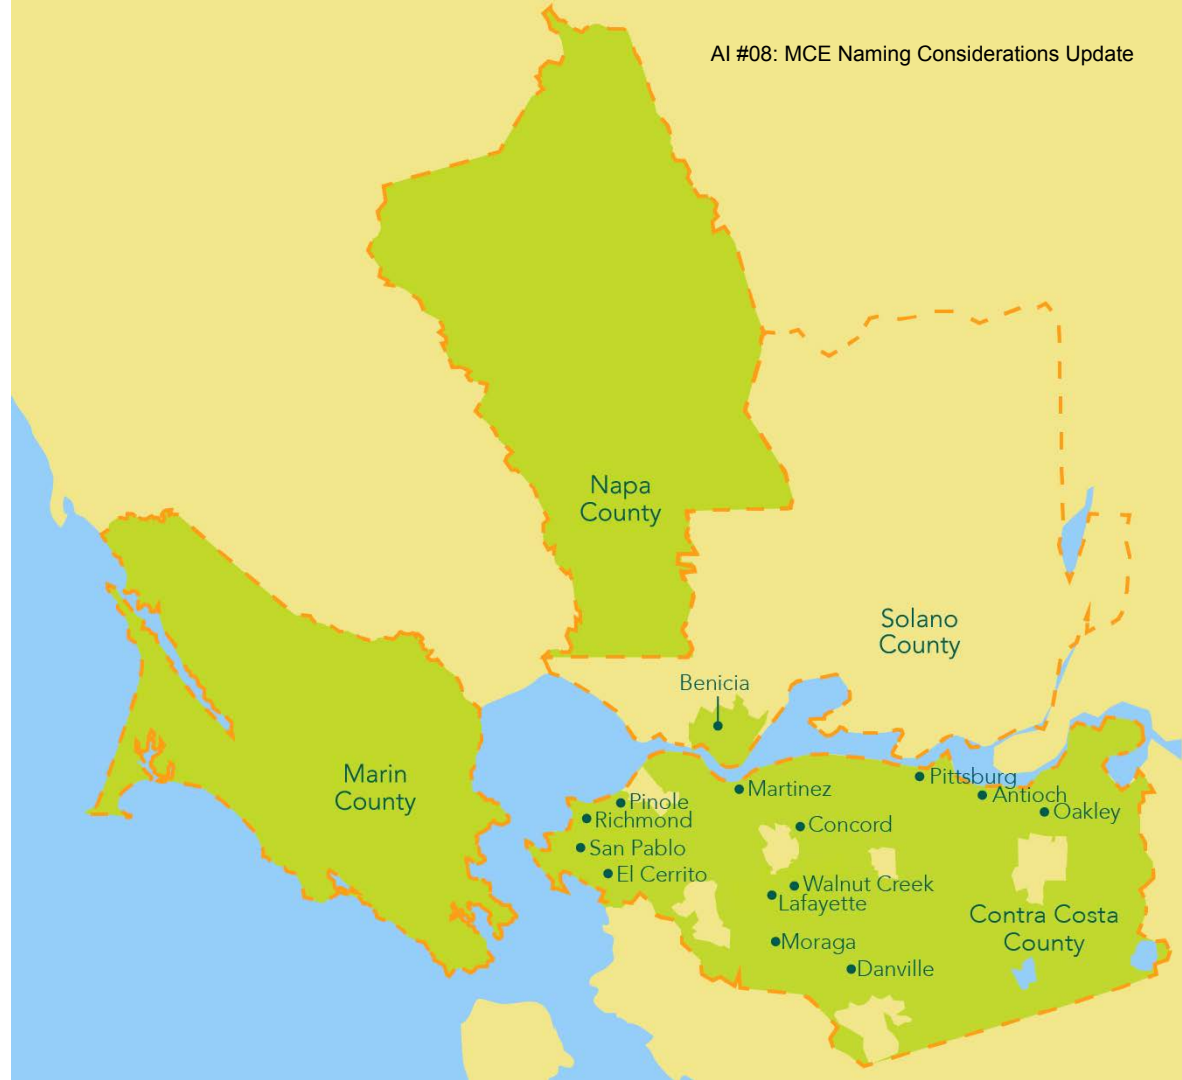 AI #08: MCE Naming Considerations Update
Napa
County
Solano
County
Benicia
Marin
County
Pittsburg
Martinez
Antioch
Pinole
Oakley
Richmond
Concord
San Pablo
El Cerrito
Walnut Creek
Lafayette
Contra Costa
County
Moraga
Danville